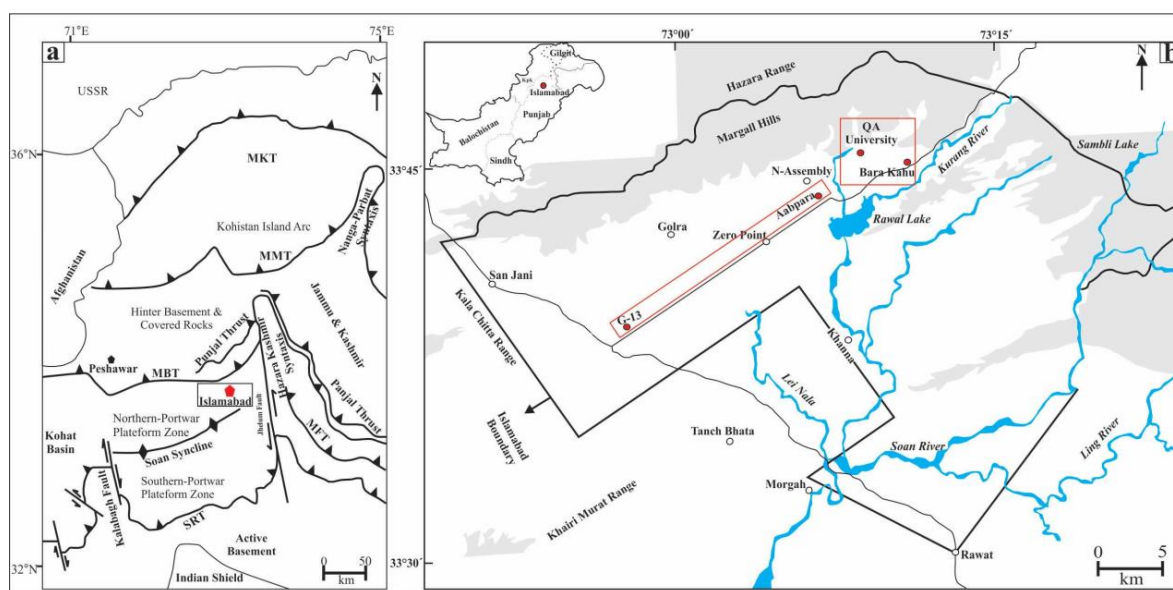 71°E
75°E
a
N
USSR
36°N
MKT
Kohistan Island Arc
Nanga-Parbat
Syntaxis
MMT
Afghanistan
Hinter Basement &
Covered Rocks
Jammu & Kashmir
Punjal Thrust
Hazara Kashmir
Syntaxis
Peshawar
MBT
Islamabad
Panjal Thrust
Northern-Portwar
Plateform Zone
Jhelum Fault
MFT
Kohat
Basin
Soan Syncline
Southern-Portwar
Plateform Zone
Kalabagh Fault
SRT
Active
Basement
Indian Shield
32°N
0 50
km
73°00'
73°15'
b
N
Gilgit
Kpk
Islamabad
Punjab
Balochistan
Sindh
Hazara Range
Margall Hills
QA
University
Bara Kahu
Kurang River
Sambli Lake
33°45'
N-Assembly
Aabpara
Rawal Lake
Golra
Zero Point
San Jani
Kala Chitta Range
G-13
Khanna
Lei Nala
Islamabad
Boundary
Tanch Bhata
Soan River
Ling River
Morgah
Khairi Murat Range
Rawat
33°30'
0 5
km